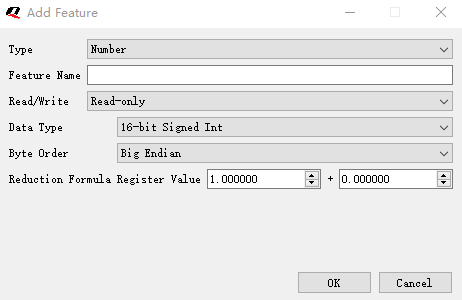 Add Feature
Type Number
Feature Name
Read/Write Read-only
Data Type 16-bit Signed Int
Byte Order Big Endian
Reduction Formula Register Value 1.000000 + 0.000000
OK Cancel